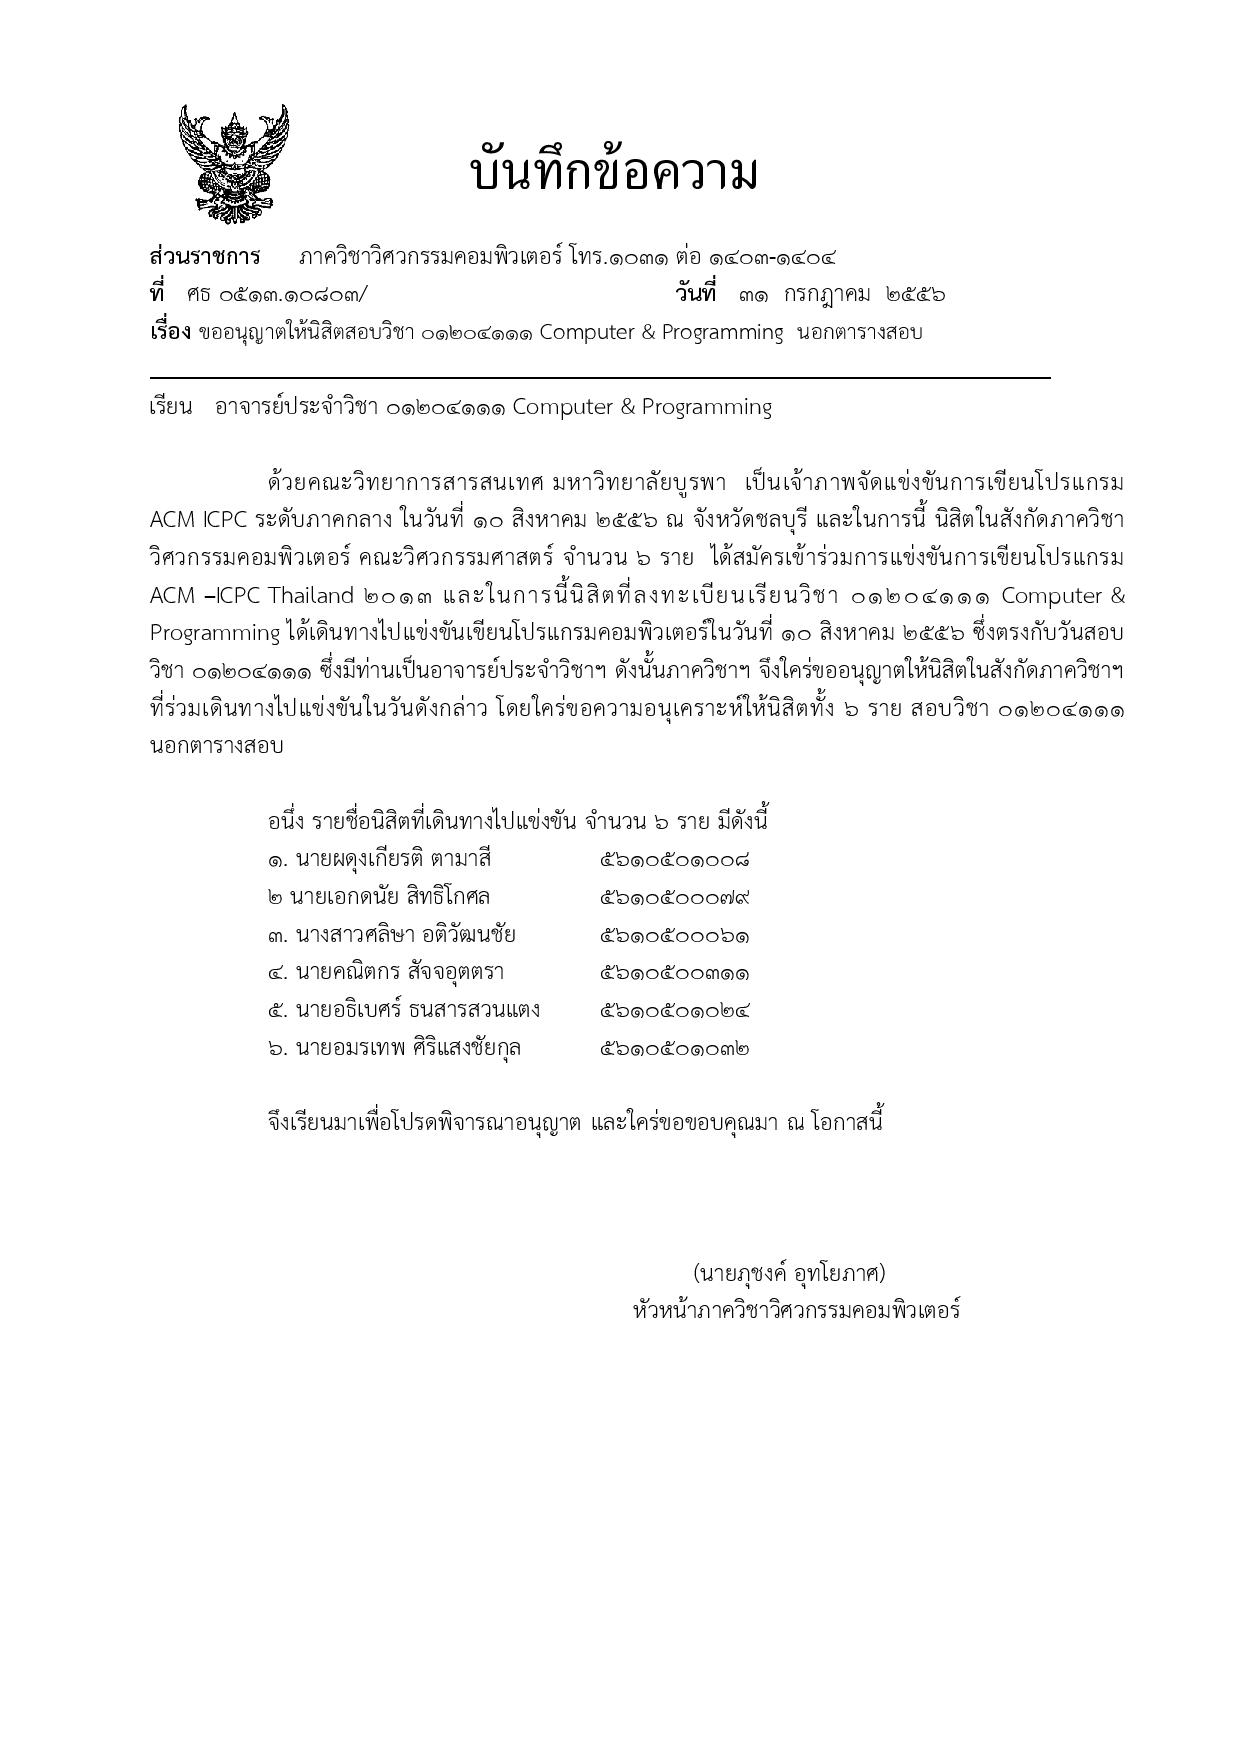 บันทึกข้อความ
ส่วนราชการ ภาควิชาวิศวกรรมคอมพิวเตอร์ โทร.๑๐๓๑ ต่อ ๑๔๐๓-๑๔๐๔
ที่ ศธ ๐๕๑๓.๑๐๘๐๓/ วันที่ ๓๑ กรกฎาคม ๒๕๕๖
เรื่อง ขออนุญาตให้นิสิตสอบวิชา ๐๑๒๐๔๑๑๑ Computer & Programming นอกตารางสอบ
เรียน อาจารย์ประจำวิชา ๐๑๒๐๔๑๑๑ Computer & Programming
ด้วยคณะวิทยาการสารสนเทศ มหาวิทยาลัยบูรพา เป็นเจ้าภาพจัดแข่งขันการเขียนโปรแกรม
ACM ICPC ระดับภาคกลาง ในวันที่ ๑๐ สิงหาคม ๒๕๕๖ ณ จังหวัดชลบุรี และในการนี้ นิสิตในสังกัดภาควิชา
วิศวกรรมคอมพิวเตอร์ คณะวิศวกรรมศาสตร์ จำนวน ๖ ราย ได้สมัครเข้าร่วมการแข่งขันการเขียนโปรแกรม
ACM –ICPC Thailand ๒๐๑๓ และในการนี้นิสิตที่ลงทะเบียนเรียนวิชา ๐๑๒๐๔๑๑๑ Computer &
Programming ได้เดินทางไปแข่งขันเขียนโปรแกรมคอมพิวเตอร์ในวันที่ ๑๐ สิงหาคม ๒๕๕๖ ซึ่งตรงกับวันสอบ
วิชา ๐๑๒๐๔๑๑๑ ซึ่งมีท่านเป็นอาจารย์ประจำวิชาฯ ดังนั้นภาควิชาฯ จึงใคร่ขออนุญาตให้นิสิตในสังกัดภาควิชาฯ
ที่ร่วมเดินทางไปแข่งขันในวันดังกล่าว โดยใคร่ขอความอนุเคราะห์ให้นิสิตทั้ง ๖ ราย สอบวิชา ๐๑๒๐๔๑๑๑
นอกตารางสอบ
อนึ่ง รายชื่อนิสิตที่เดินทางไปแข่งขัน จำนวน ๖ ราย มีดังนี้
๑. นายผดุงเกียรติ ตามาสี ๕๖๑๐๕๐๑๐๐๘
๒ นายเอกดนัย สิทธิโกศล ๕๖๑๐๕๐๐๐๗๙
๓. นางสาวศลิษา อติวัฒนชัย ๕๖๑๐๕๐๐๐๖๑
๔. นายคณิตกร สัจจอุตตรา ๕๖๑๐๕๐๐๓๑๑
๕. นายอธิเบศร์ ธนสารสวนแตง ๕๖๑๐๕๐๑๐๒๔
๖. นายอมรเทพ ศิริแสงชัยกุล ๕๖๑๐๕๐๑๐๓๒
จึงเรียนมาเพื่อโปรดพิจารณาอนุญาต และใคร่ขอขอบคุณมา ณ โอกาสนี้
(นายภุชงค์ อุทโยภาศ)
หัวหน้าภาควิชาวิศวกรรมคอมพิวเตอร์